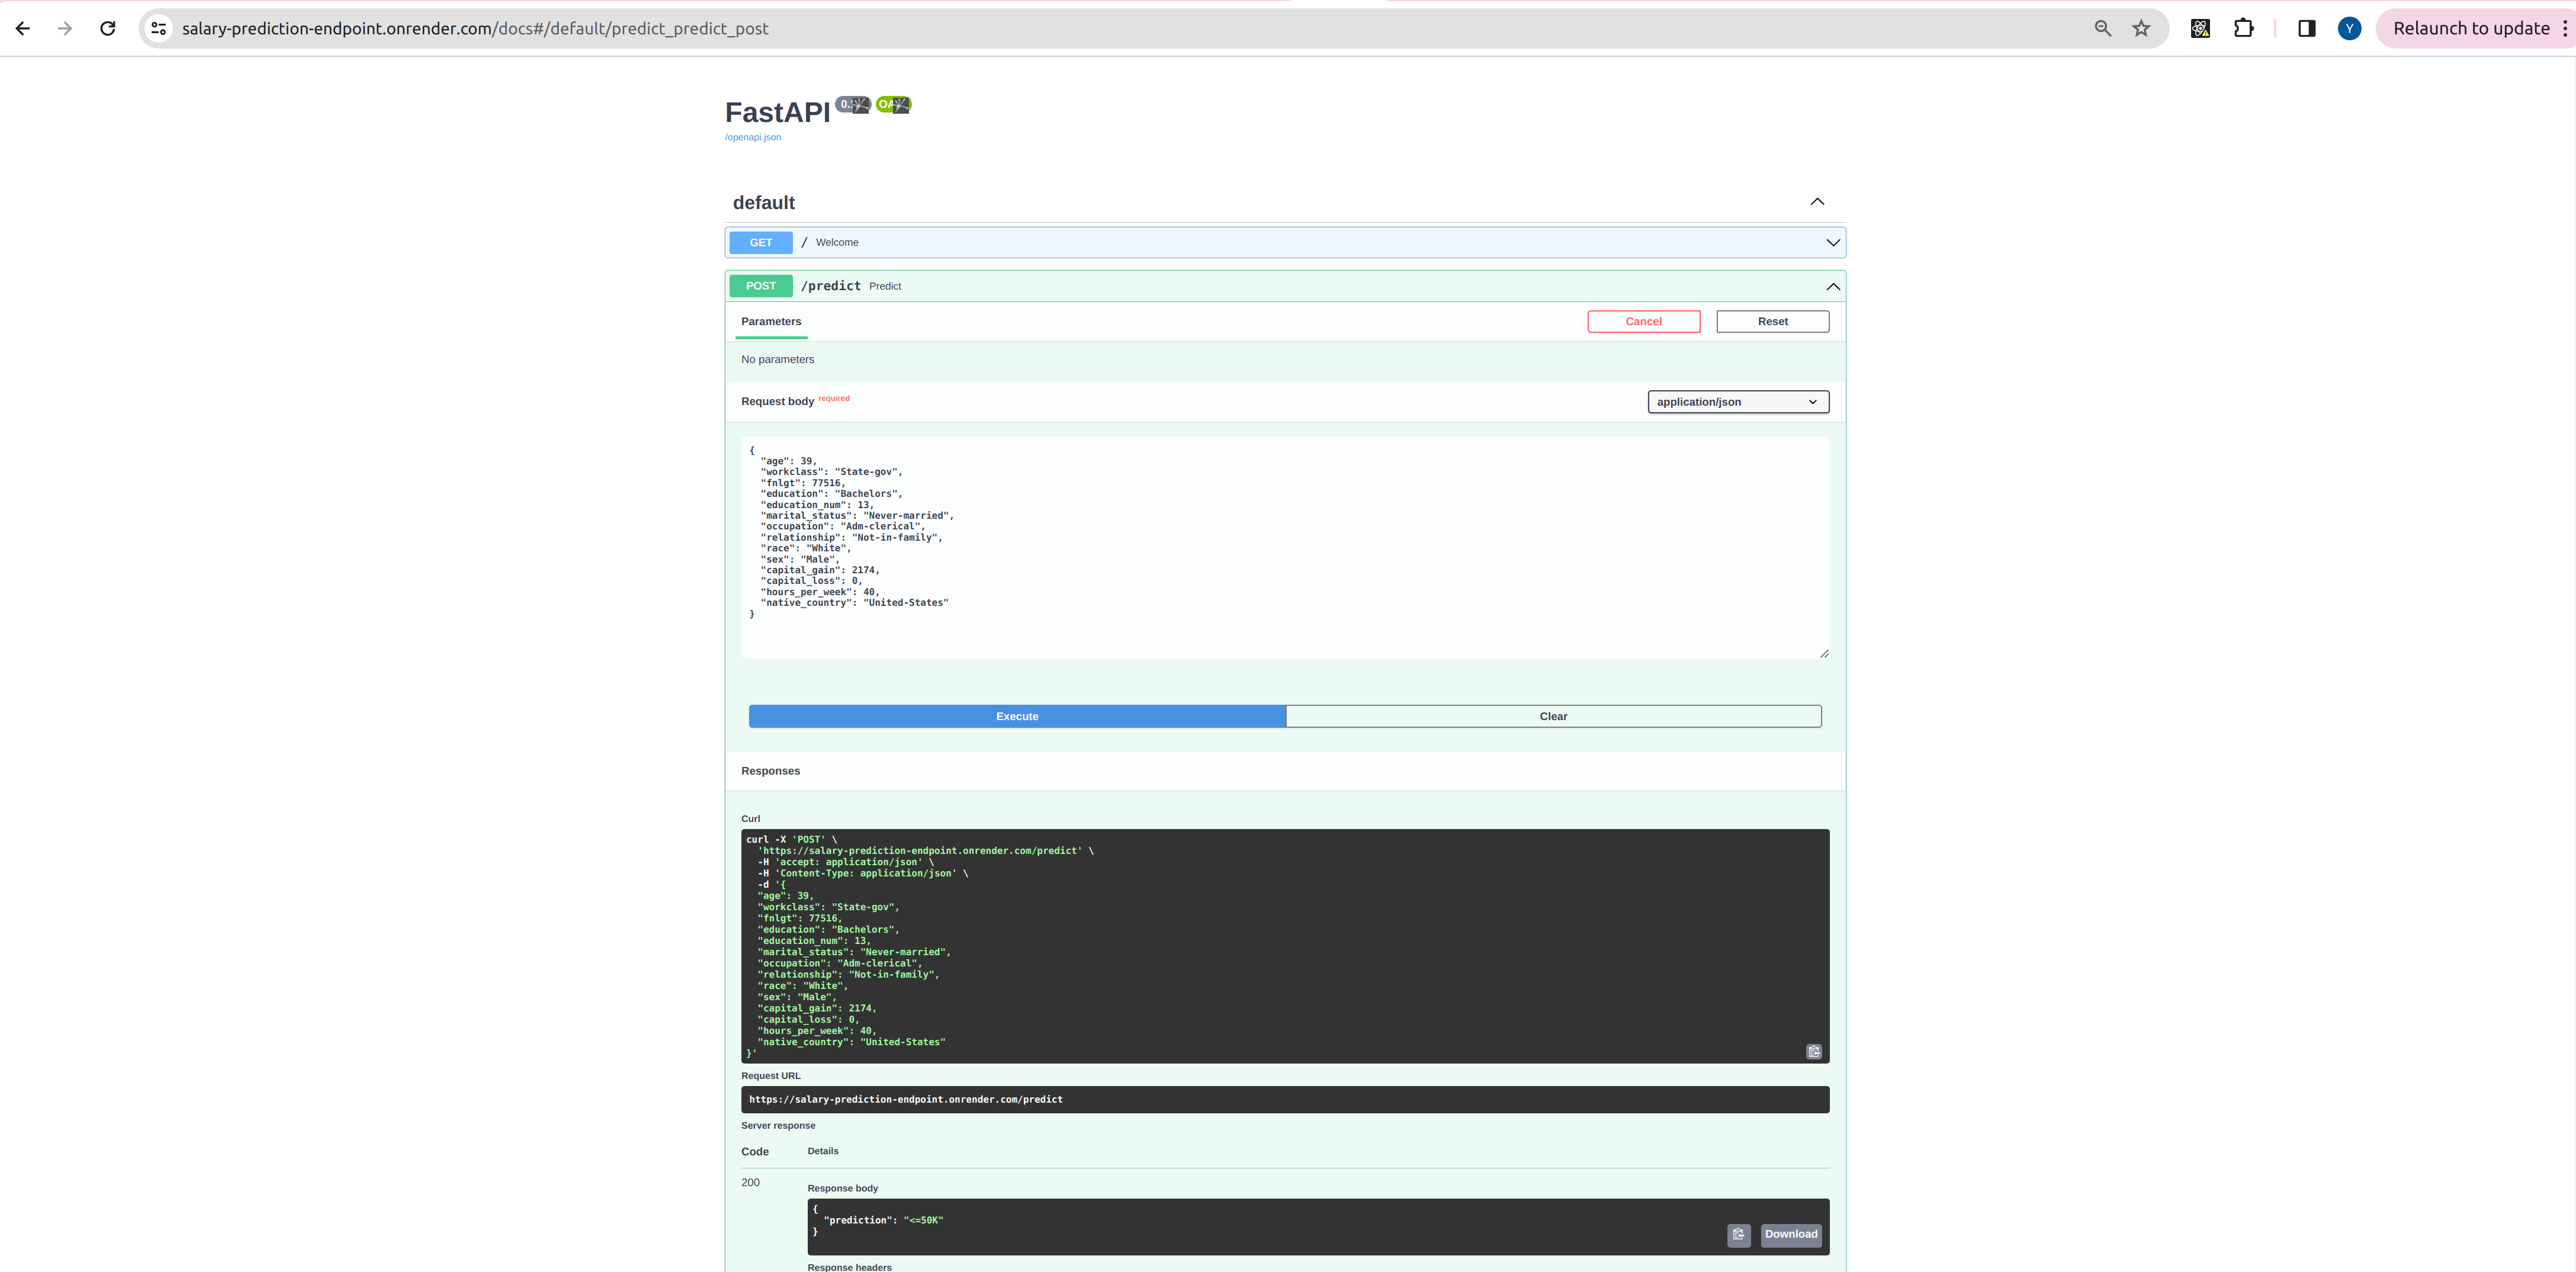 salary-prediction-endpoint.onrender.com/docs#/default/predict_predict_post
Y
Relaunch to update
FastAPI
/openapi.json
default
GET / Welcome
POST /predict Predict
Parameters
Cancel
Reset
No parameters
Request body required
application/json
{
"age": 39,
"workclass": "State-gov",
"fnlgt": 77516,
"education": "Bachelors",
"education_num": 13,
"marital_status": "Never-married",
"occupation": "Adm-clerical",
"relationship": "Not-in-family",
"race": "White",
"sex": "Male",
"capital_gain": 2174,
"capital_loss": 0,
"hours_per_week": 40,
"native_country": "United-States"
}
Execute
Clear
Responses
Curl
curl -X 'POST' \
'https://salary-prediction-endpoint.onrender.com/predict' \
-H 'accept: application/json' \
-H 'Content-Type: application/json' \
-d '{
"age": 39,
"workclass": "State-gov",
"fnlgt": 77516,
"education": "Bachelors",
"education_num": 13,
"marital_status": "Never-married",
"occupation": "Adm-clerical",
"relationship": "Not-in-family",
"race": "White",
"sex": "Male",
"capital_gain": 2174,
"capital_loss": 0,
"hours_per_week": 40,
"native_country": "United-States"
}'
Request URL
https://salary-prediction-endpoint.onrender.com/predict
Server response
Code Details
200
Response body
{
"prediction": "<=50K"
}
Download
Response headers